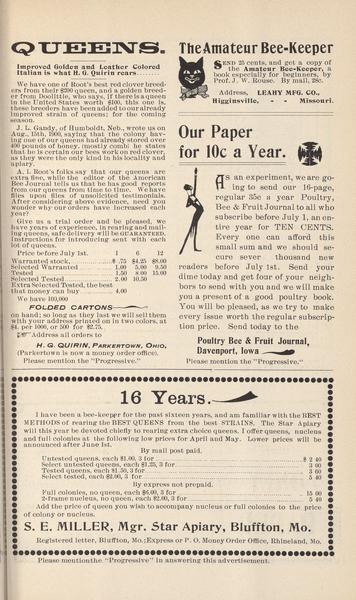 QUEENS.
Improved Golden and Leather Colored
Italian is what H. G. Quirin rears
We have one of Root's best red clover breed-
ers from their $200 queen, and a golden breed-
er from Doolittle, who says, if there is a queen
in the United States worth $100, this one is,
these breeders have been added to our already
improved strain of queens; for the coming
season.
J. L. Gandy, of Humboldt, Neb., wrote us on
Aug. 15th, 1900, saying that the colony hav-
ing one of our queens had already stored over
400 pounds of honey, mostly comb; he states
that he is certain our bees work on red clover,
as they were the only kind in his locality and
apiary.
A. I. Root's folks say that our queens are
extra fine, while the editor of the American
Bee Journal tells us that he has good reports
from our queens from time to time. We have
files upon files of unsolicited testimonials.
After considering above evidence, need you
wonder why our orders have increased each
year?
Give us a trial order and be pleased, we
have years of experience, in rearing and mail-
ing queens, safe delivery will be GUARANTEED.
Instructions for introducing sent with each
lot of queens.
Price before July 1st. 1 6 12
Warranted stock, $ .75 $4.25 $8.00
Selected Warranted 1.00 5.00 9.50
Tested 1.50 8.00 15.00
Selected Tested 2.00 10.50
Extra Selected Tested, the best
that money can buy 4.00
We have 100,000
FOLDED CARTONS
on hand; so long as they last we will sell them
with your address printed on in two colors, at
$4. per 1000, or 500 for $2.75.
Address all orders to
H. G. QUIRIN, PARKERTOWN, OHIO,
(Parkertown is now a money order office).
Please mention the "Progressive."
The Amateur Bee-Keeper
SEND 25 cents, and get a copy of
the Amateur Bee-Keeper, a
book especially for beginners, by
Prof. J. W. Rouse. By mail, 28c.
Address, LEAHY MFG. CO.,
Higginsville, - - Missouri.
Our Paper
for 10c a Year.
As an experiment, we are go-
ing to send our 16-page,
regular 35c a year Poultry,
Bee & Fruit Journal to all who
subscribe before July 1, an en-
tire year for TEN CENTS.
Every one can afford this
small sum and we should se-
cure seven thousand new
readers before July 1st. Send your
dime today and get four of your neigh-
bors to send with you and we will make
you a present of a good poultry book.
You will be pleased, as we try to make
every issue worth the regular subscrip-
tion price. Send today to the
Poultry Bee & Fruit Journal,
Davenport, Iowa
Please mention the "Progressive."
16 Years.
I have been a bee-keeper for the past sixteen years, and am familiar with the BEST
METHODS of rearing the BEST QUEENS from the best STRAINS. The Star Apiary
will this year be devoted chiefly to rearing extra choice queens. I offer queens, nucleus
and full colonies at the following low prices for April and May. Lower prices will be
announced after June 1st.
By mail post paid.
Untested queens, each $1.00, 3 for $ 2 40
Select untested queens, each $1.25, 3 for 3 00
Tested queens, each $1.50, 3 for 3 60
Select tested, each $2.00, 3 for 5 40
By express not prepaid.
Full colonies, no queen, each $6.00, 3 for 15 00
2-frame nucleus, no queen, each $2.00, 3 for 5 40
Add the price of queen you wish to accompany nucleus or full colonies to the price
of colony or nucleus.
S. E. MILLER, Mgr. Star Apiary, Bluffton, Mo.
Registered letter, Bluffton, Mo.; Express or P. O. Money Order Office, Rhineland, Mo.
Please mention the "Progressive" in answering this advertisement.